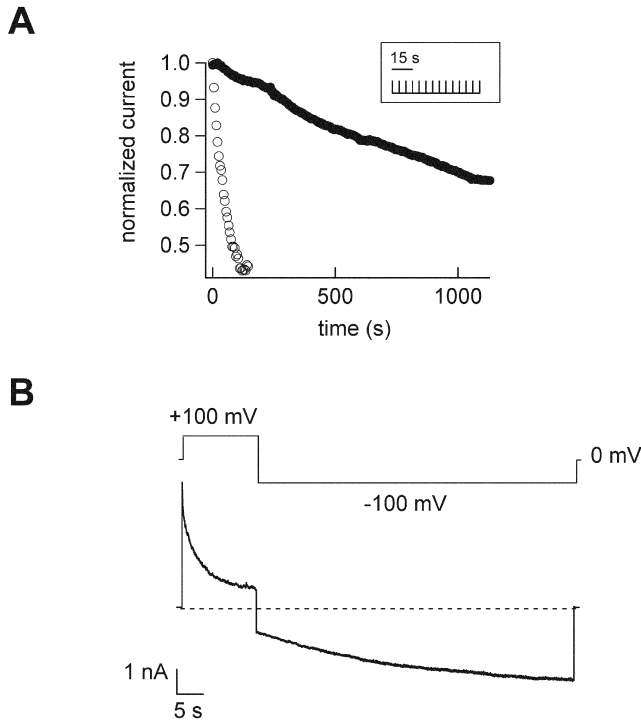 A
normalized current
1.0
0.9
0.8
0.7
0.6
0.5
0
500
1000
time (s)
15 s
B
+100 mV
0 mV
-100 mV
1 nA
5 s